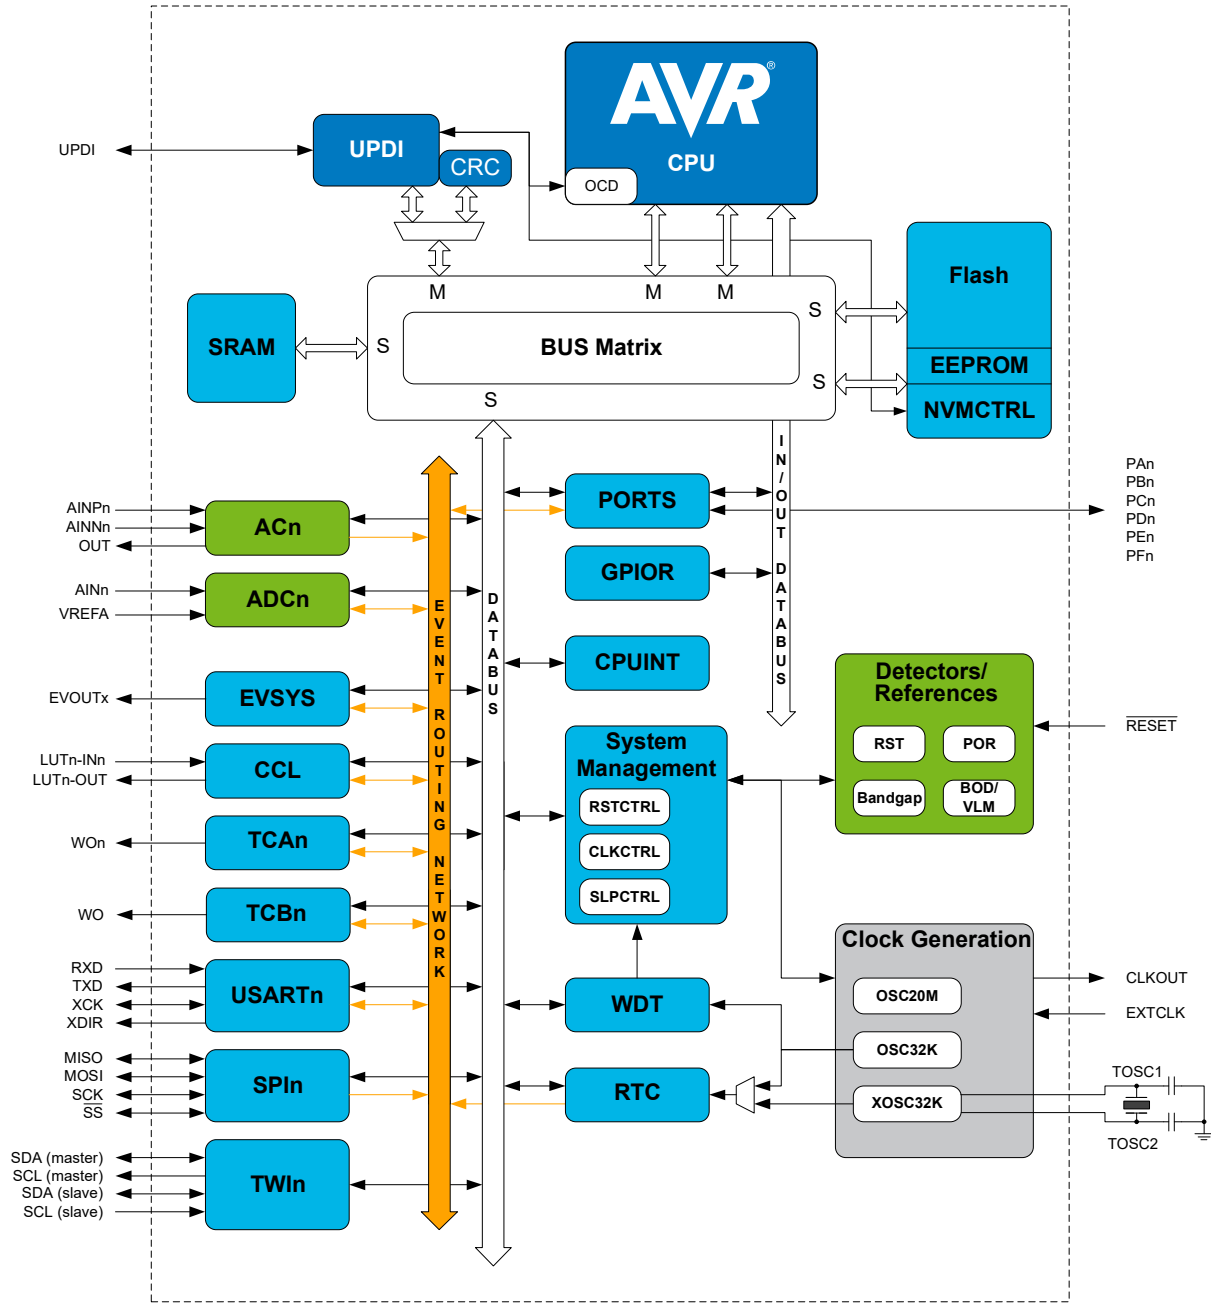 AVR®
CPU
OCD
UPDI
UPDI
CRC
Flash
EEPROM
NVMCTRL
M
M
M
S
S
S
S
BUS Matrix
SRAM
IN/OUT DATABUS
DATABUS
EVENT ROUTING NETWORK
PORTS
GPIOR
CPUINT
PAn
PBn
PCn
PDn
PEn
PFn
AINPn
AINNn
OUT
ACn
AINn
VREFA
ADCn
EVOUTx
EVSYS
LUTn-INn
LUTn-OUT
CCL
WOn
TCAn
WO
TCBn
RXD
TXD
XCK
XDIR
USARTn
MISO
MOSI
SCK
SS
SPIn
SDA (master)
SCL (master)
SDA (slave)
SCL (slave)
TWIn
System
Management
RSTCTRL
CLKCTRL
SLPCTRL
WDT
RTC
Detectors/
References
RST
POR
Bandgap
BOD/
VLM
RESET
Clock Generation
OSC20M
OSC32K
XOSC32K
CLKOUT
EXTCLK
TOSC1
TOSC2